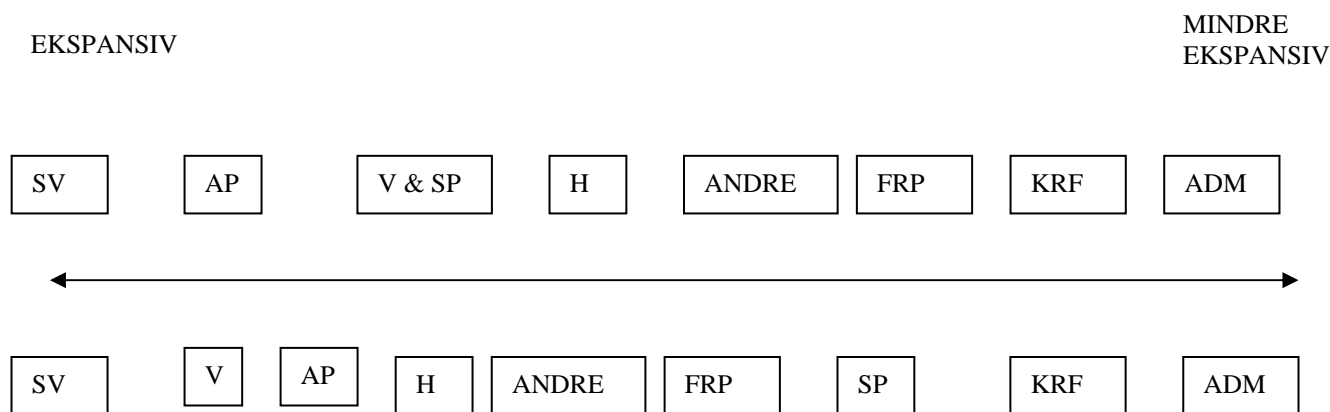 EKSPANSIV
MINDRE
EKSPANSIV
SV AP V & SP H ANDRE FRP KRF ADM
SV V AP H ANDRE FRP SP KRF ADM